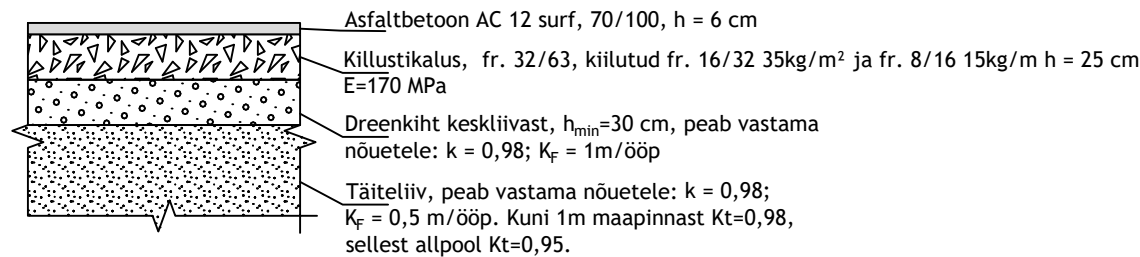 Asfaltbetoon AC 12 surf, 70/100, h = 6 cm
Killustikalus, fr. 32/63, kiilutud fr. 16/32 35kg/m² ja fr. 8/16 15kg/m h = 25 cm
E=170 MPa
Dreenkiht keskliivast, hmin=30 cm, peab vastama
nõuetele: k = 0,98; KF = 1m/ööp
Täiteliiv, peab vastama nõuetele: k = 0,98;
KF = 0,5 m/ööp. Kuni 1m maapinnast Kt=0,98,
sellest allpool Kt=0,95.